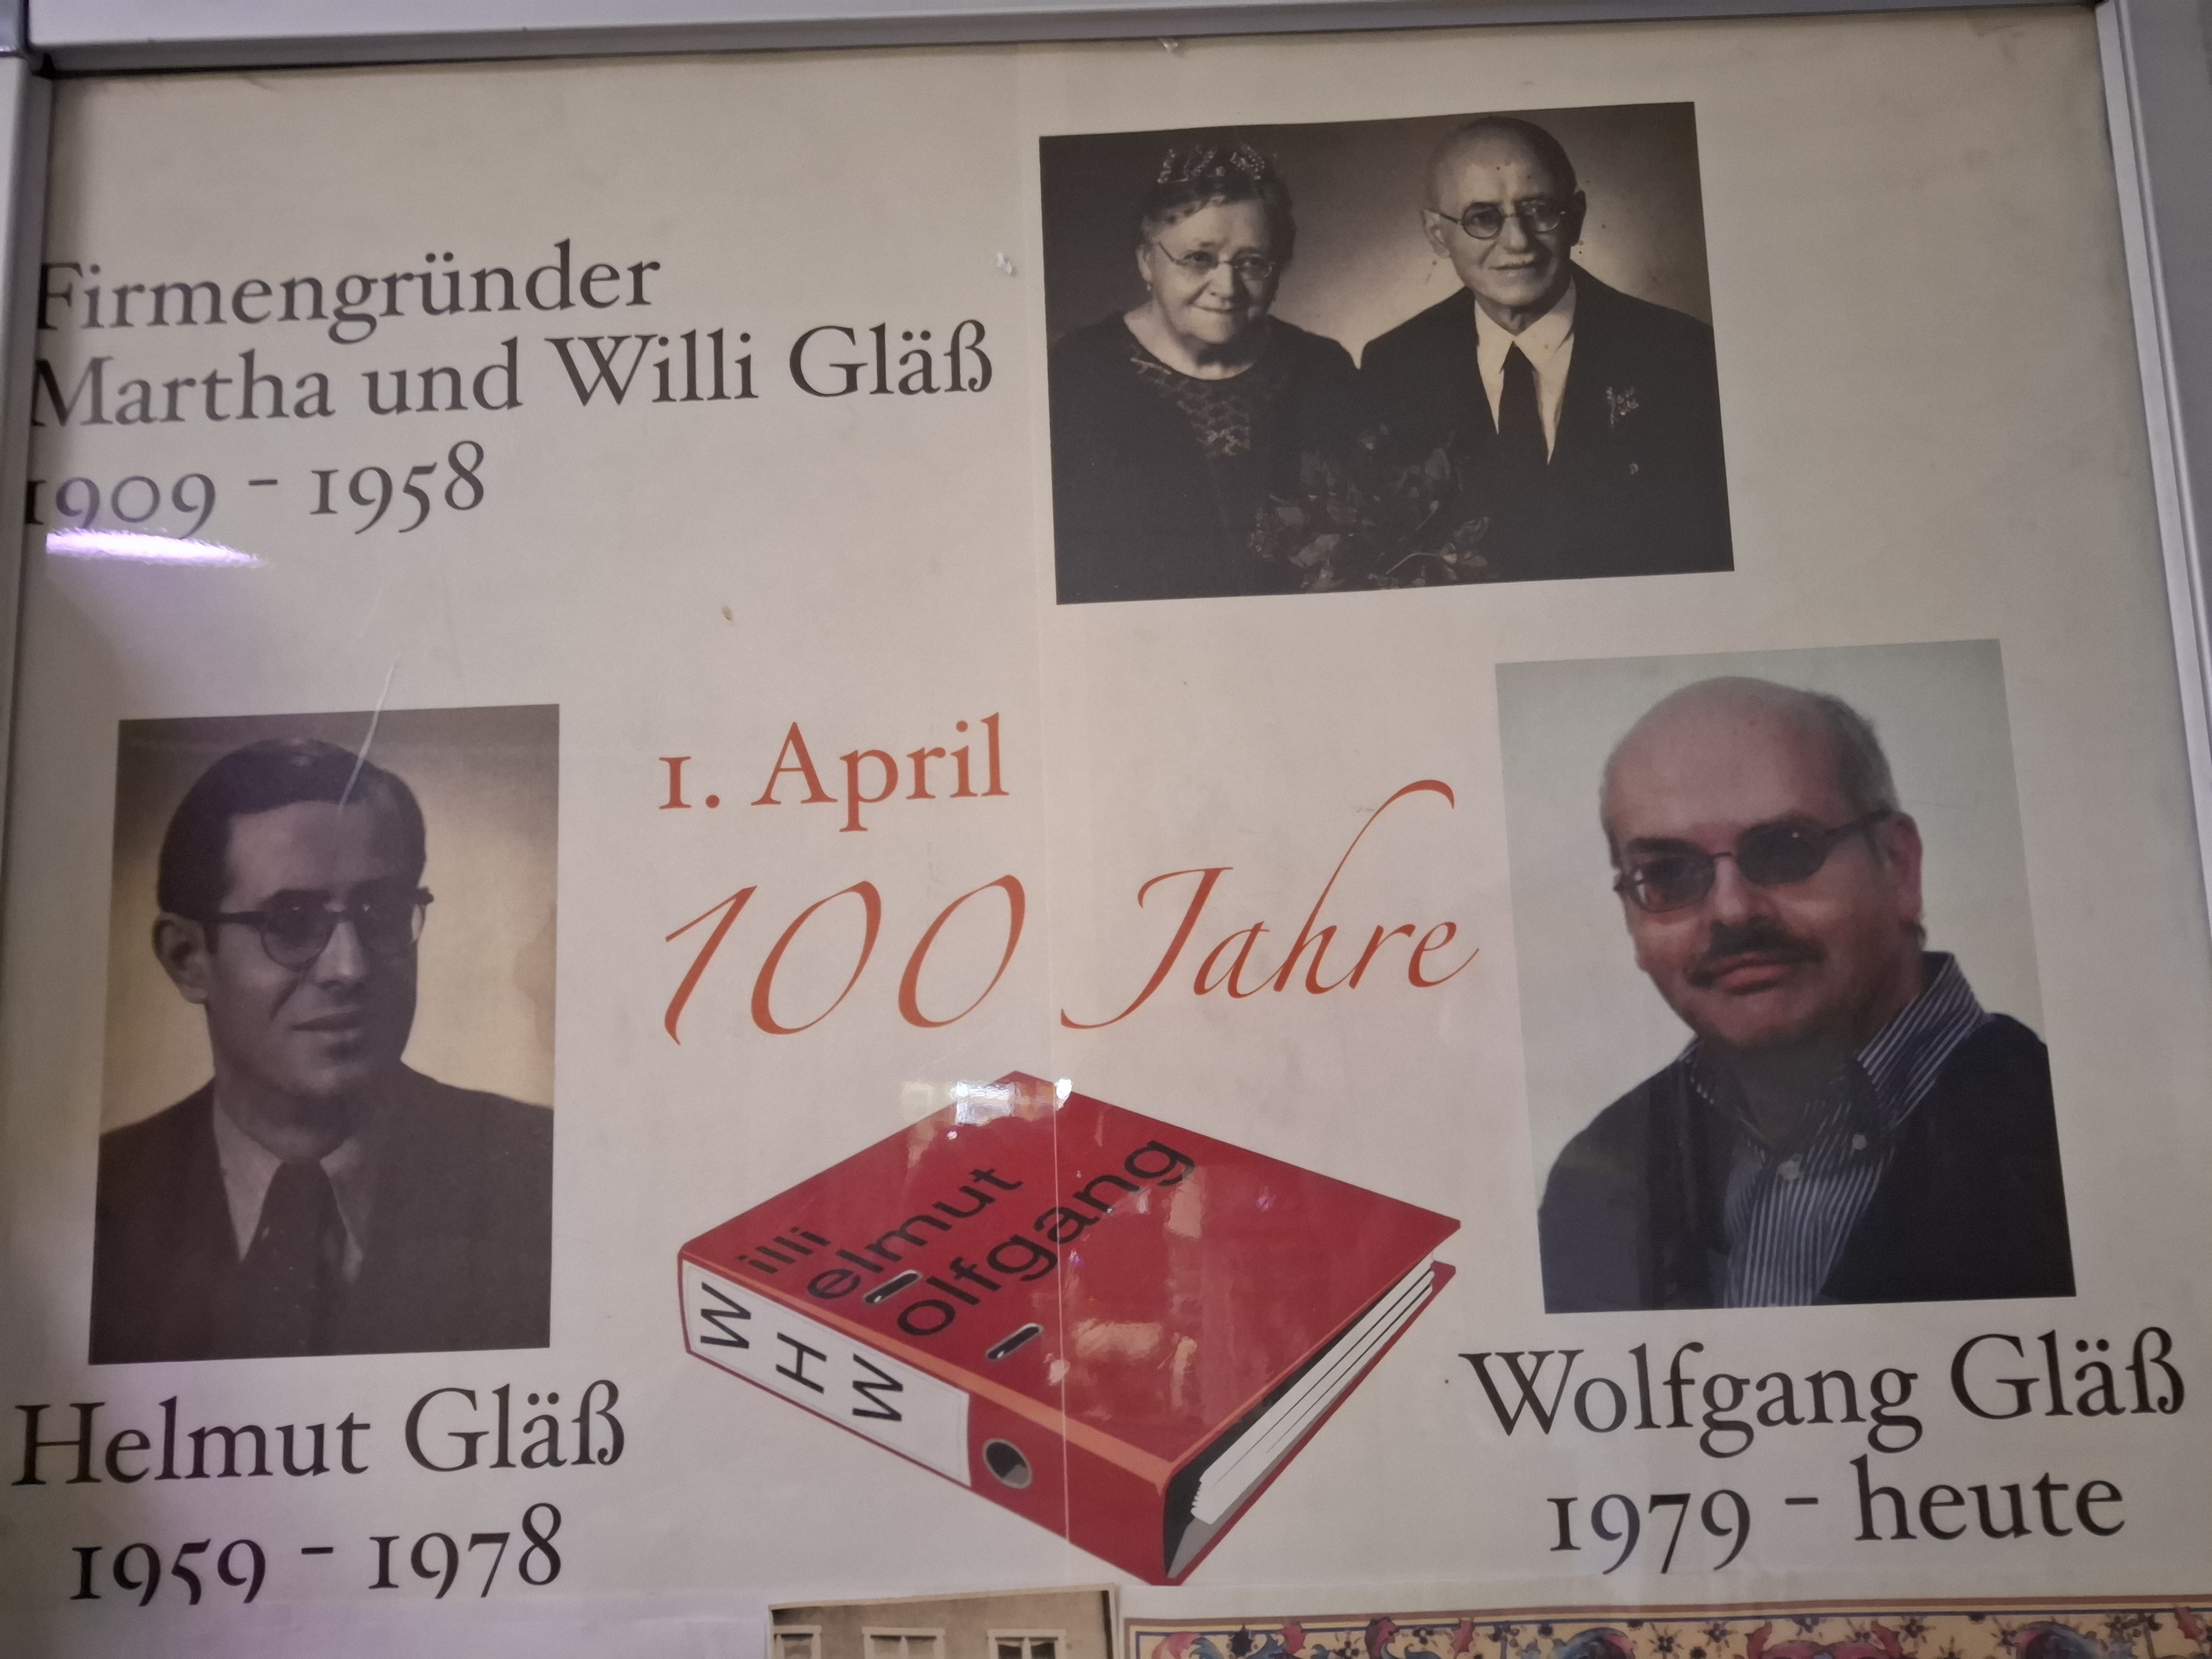 Firmengründer
Martha und Willi Gläß
1909 - 1958
1. April
100 Jahre
Willi
Helmut
Wolfgang
Helmut Gläß
1959 - 1978
Wolfgang Gläß
1979 - heute